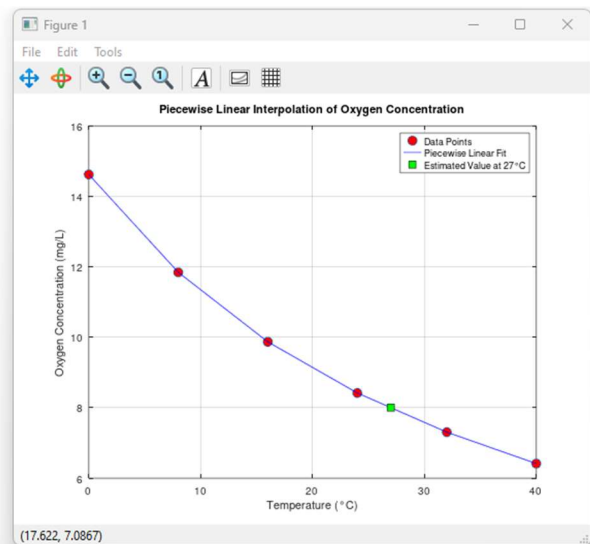 Figure 1
File Edit Tools
A
Piecewise Linear Interpolation of Oxygen Concentration
Data Points
Piecewise Linear Fit
Estimated Value at 27°C
Oxygen Concentration (mg/L)
16
14
12
10
8
6
0 10 20 30 40
Temperature (°C)
(17.622, 7.0867)